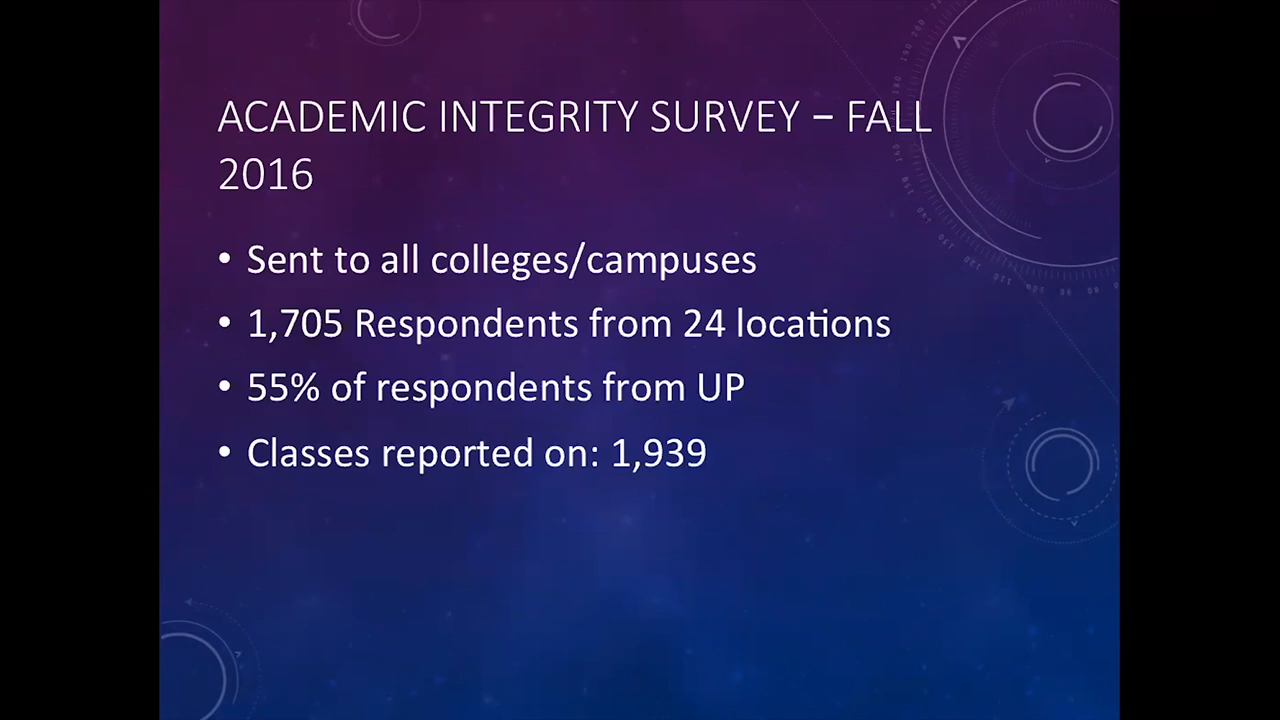 ACADEMIC INTEGRITY SURVEY – FALL
2016
• Sent to all colleges/campuses
• 1,705 Respondents from 24 locations
• 55% of respondents from UP
• Classes reported on: 1,939